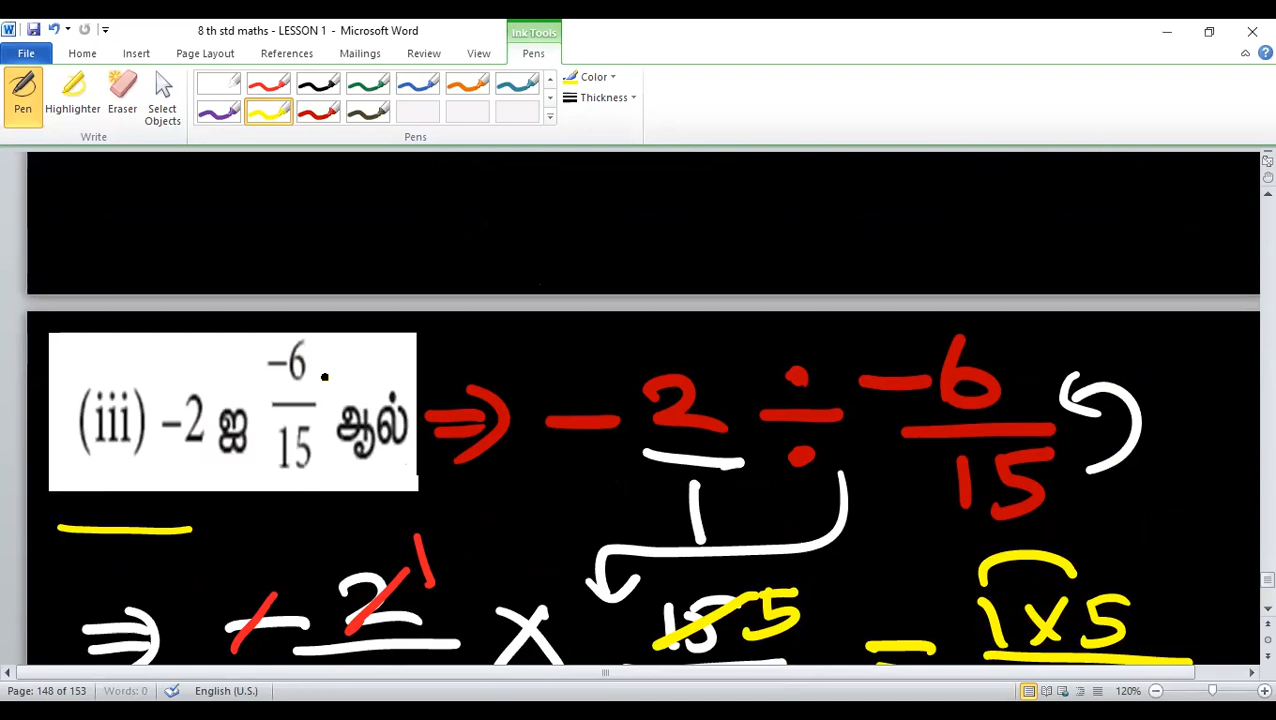 8 th std maths - LESSON 1 - Microsoft Word
Ink Tools
File Home Insert Page Layout References Mailings Review View Pens
Pen
Highlighter
Eraser
Select Objects
Color
Thickness
Write
Pens
(iii) −2 ஐ −6/15 ஆல் ⇒ − 2 ÷ −6/15
⇒ − 2 1 × 15 5 = 1 × 5
Page: 148 of 153 Words: 0 English (U.S.) 120%